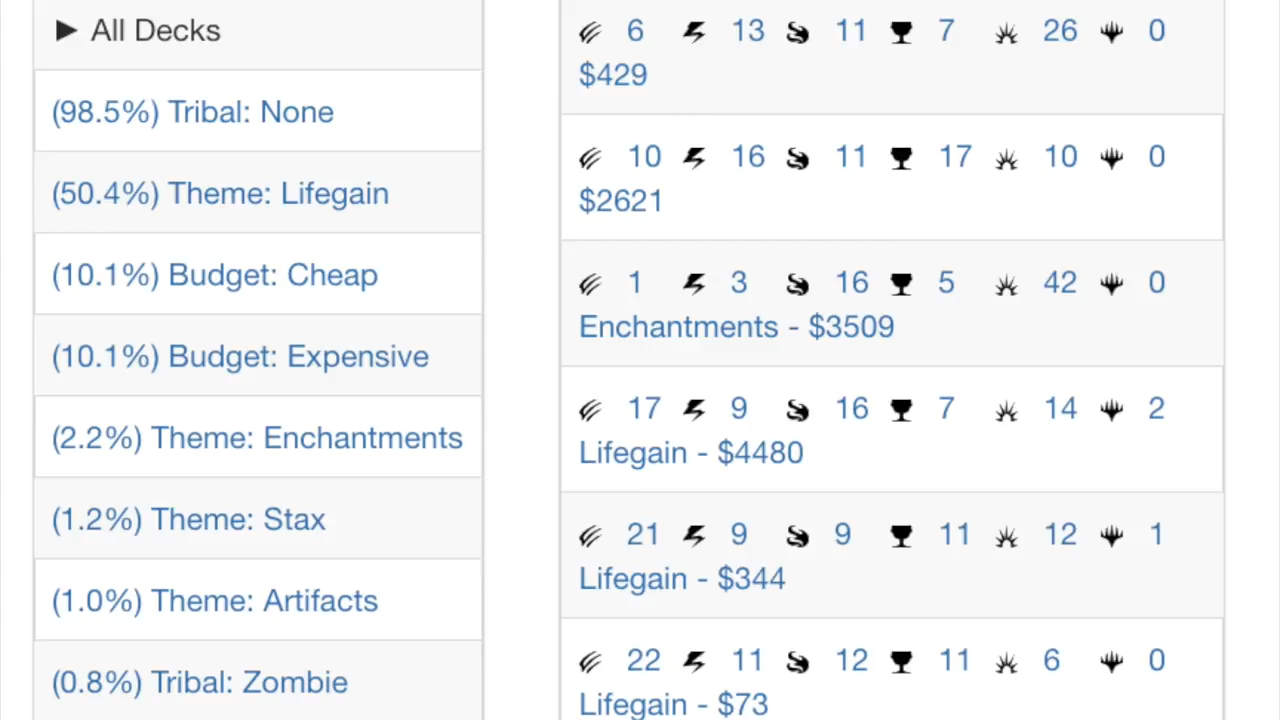 ► All Decks
(98.5%) Tribal: None
(50.4%) Theme: Lifegain
(10.1%) Budget: Cheap
(10.1%) Budget: Expensive
(2.2%) Theme: Enchantments
(1.2%) Theme: Stax
(1.0%) Theme: Artifacts
(0.8%) Tribal: Zombie
6 13 11 7 26 0
$429
10 16 11 17 10 0
$2621
1 3 16 5 42 0
Enchantments - $3509
17 9 16 7 14 2
Lifegain - $4480
21 9 9 11 12 1
Lifegain - $344
22 11 12 11 6 0
Lifegain - $73